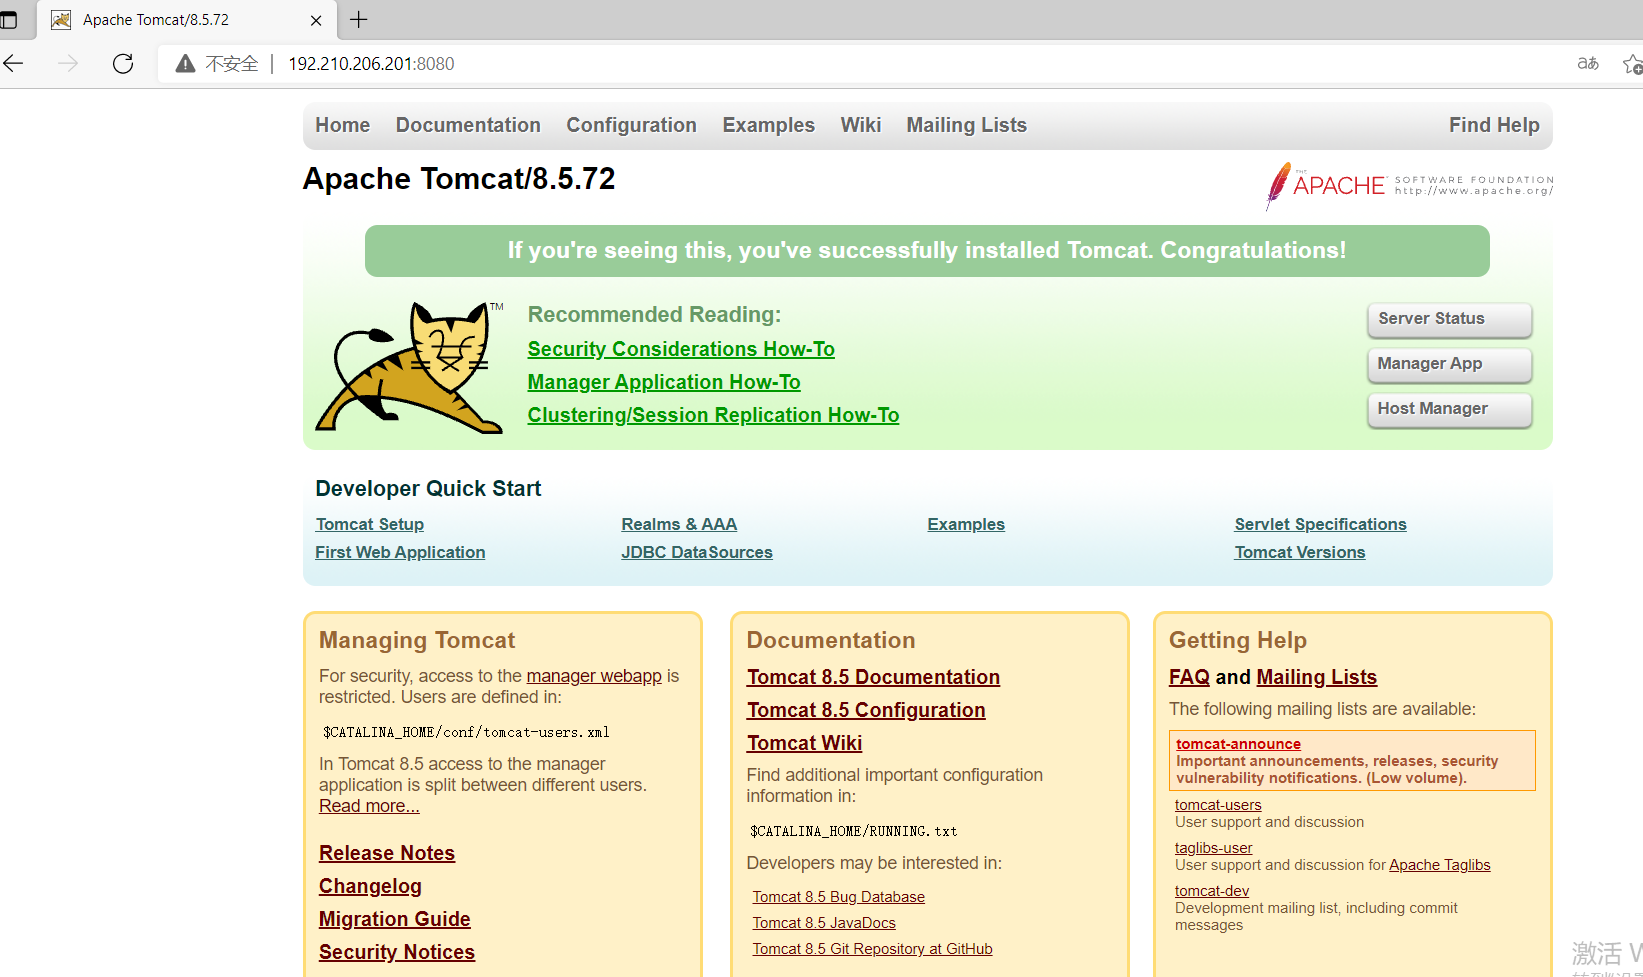 Apache Tomcat/8.5.72
不安全 192.210.206.201:8080
Home Documentation Configuration Examples Wiki Mailing Lists Find Help
Apache Tomcat/8.5.72
THE APACHE SOFTWARE FOUNDATION
http://www.apache.org/
If you're seeing this, you've successfully installed Tomcat. Congratulations!
TM
Recommended Reading:
Security Considerations How-To
Manager Application How-To
Clustering/Session Replication How-To
Server Status
Manager App
Host Manager
Developer Quick Start
Tomcat Setup
First Web Application
Realms & AAA
JDBC DataSources
Examples
Servlet Specifications
Tomcat Versions
Managing Tomcat
For security, access to the manager webapp is
restricted. Users are defined in:
$CATALINA_HOME/conf/tomcat-users.xml
In Tomcat 8.5 access to the manager
application is split between different users.
Read more...
Release Notes
Changelog
Migration Guide
Security Notices
Documentation
Tomcat 8.5 Documentation
Tomcat 8.5 Configuration
Tomcat Wiki
Find additional important configuration
information in:
$CATALINA_HOME/RUNNING.txt
Developers may be interested in:
Tomcat 8.5 Bug Database
Tomcat 8.5 JavaDocs
Tomcat 8.5 Git Repository at GitHub
Getting Help
FAQ and Mailing Lists
The following mailing lists are available:
tomcat-announce
Important announcements, releases, security
vulnerability notifications. (Low volume).
tomcat-users
User support and discussion
taglibs-user
User support and discussion for Apache Taglibs
tomcat-dev
Development mailing list, including commit
messages
激活 W